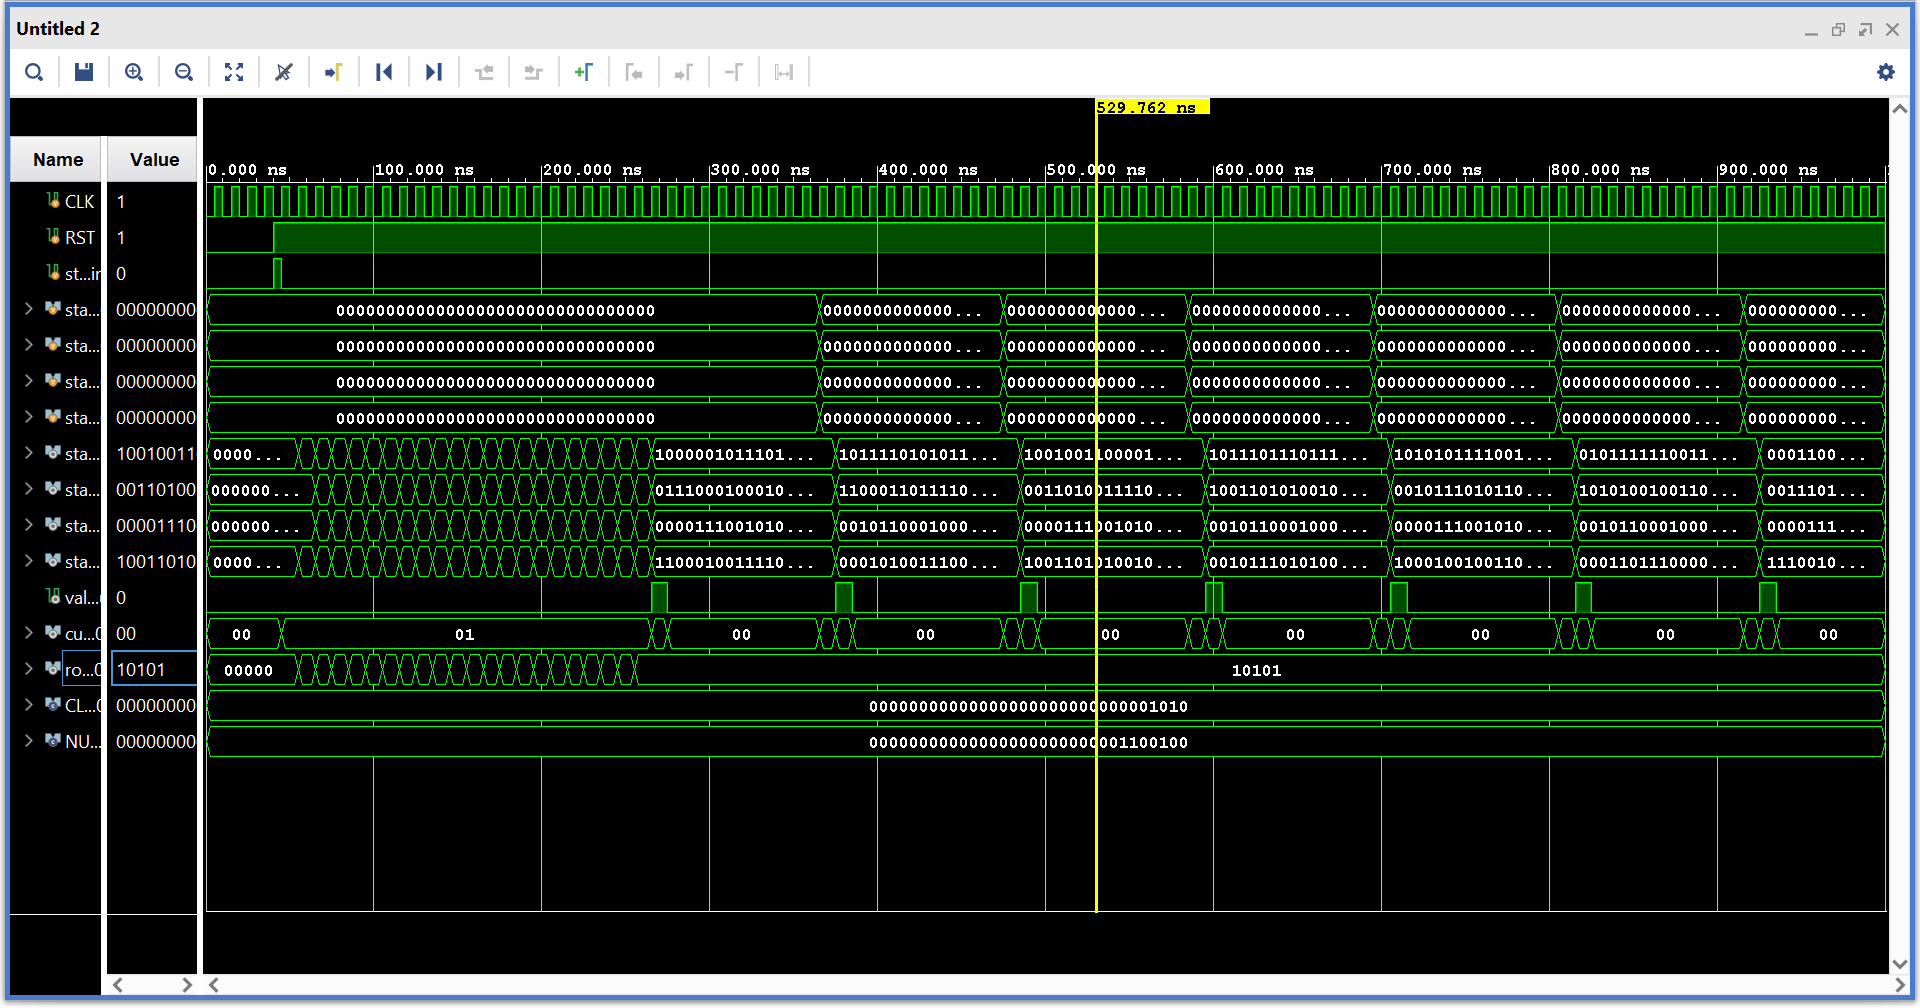 Untitled 2
529.762 ns
Name Value
0.000 ns 100.000 ns 200.000 ns 300.000 ns 400.000 ns 500.000 ns 600.000 ns 700.000 ns 800.000 ns 900.000 ns
CLK 1
RST 1
st...ir 0
sta... 00000000 00000000000000000000000000000000 0000000000000... 0000000000000... 0000000000000... 0000000000000... 0000000000000... 000000000...
sta... 00000000 00000000000000000000000000000000 0000000000000... 0000000000000... 0000000000000... 0000000000000... 0000000000000... 000000000...
sta... 00000000 00000000000000000000000000000000 0000000000000... 0000000000000... 0000000000000... 0000000000000... 0000000000000... 000000000...
sta... 00000000 00000000000000000000000000000000 0000000000000... 0000000000000... 0000000000000... 0000000000000... 0000000000000... 000000000...
sta... 10010011 0000... 1000001011101... 1011110101011... 1001001100001... 1011101110111... 1010101111001... 0101111110011... 0001100...
sta... 00110100 000000... 0111000100010... 1100011011110... 0011010011110... 1001101010010... 0010111010110... 1010100100110... 0011101...
sta... 00001110 000000... 0000111001010... 0010110001000... 0000111001010... 0010110001000... 0000111001010... 0010110001000... 0000111...
sta... 10011010 0000... 1100010011110... 0001010011100... 1001101010010... 0010111010100... 1000100100110... 0001101110000... 1110010...
val... 0
cu...0 00 00 01 00 00 00 00 00 00 00
ro...0 10101 00000 10101
CL...0 00000000 00000000000000000000000000001010
NU... 00000000 00000000000000000000000001100100